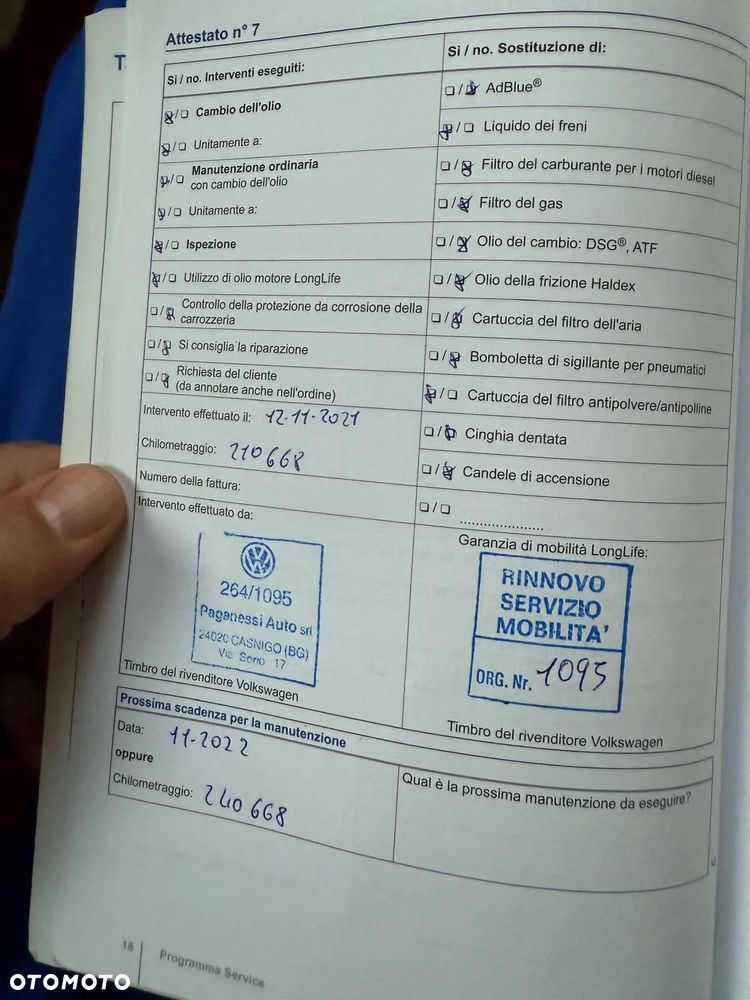 Attestato n° 7
Sì / no. Interventi eseguiti:
☒/☐ Cambio dell'olio
☒/☐ Unitamente a:
☒/☐ Manutenzione ordinaria
con cambio dell'olio
☒/☐ Unitamente a:
☒/☐ Ispezione
☒/☐ Utilizzo di olio motore LongLife
☐/☒ Controllo della protezione da corrosione della
carrozzeria
☐/☒ Si consiglia la riparazione
☐/☒ Richiesta del cliente
(da annotare anche nell'ordine)
Intervento effettuato il: 12-11-2021
Chilometraggio: 210668
Numero della fattura:
Intervento effettuato da:
264/1095
Paganessi Auto srl
24020 CASNIGO (BG)
Via Serio 17
Timbro del rivenditore Volkswagen
Sì / no. Sostituzione di:
☐/☒ AdBlue®
☒/☐ Liquido dei freni
☐/☒ Filtro del carburante per i motori diesel
☐/☒ Filtro del gas
☐/☒ Olio del cambio: DSG®, ATF
☐/☒ Olio della frizione Haldex
☐/☒ Cartuccia del filtro dell'aria
☐/☒ Bomboletta di sigillante per pneumatici
☒/☐ Cartuccia del filtro antipolvere/antipolline
☐/☒ Cinghia dentata
☐/☒ Candele di accensione
☐/☐ ......................
Garanzia di mobilità LongLife:
RINNOVO
SERVIZIO
MOBILITA'
ORG. Nr. 1095
Timbro del rivenditore Volkswagen
Prossima scadenza per la manutenzione
Data: 11-2022
oppure
Chilometraggio: 240668
Qual è la prossima manutenzione da eseguire?
18 | Programma Service
T
OTOMOTO